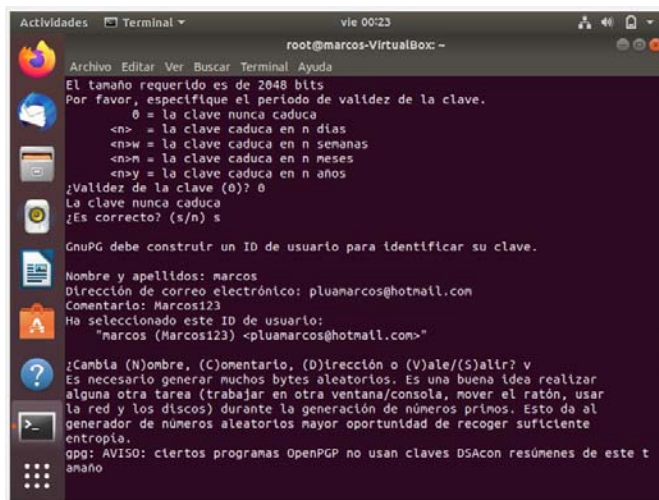 Actividades Terminal vie 00:23
root@marcos-VirtualBox: ~
Archivo Editar Ver Buscar Terminal Ayuda
El tamaño requerido es de 2048 bits
Por favor, especifique el período de validez de la clave.
0 = la clave nunca caduca
<n> = la clave caduca en n días
<n>w = la clave caduca en n semanas
<n>m = la clave caduca en n meses
<n>y = la clave caduca en n años
¿Validez de la clave (0)? 0
La clave nunca caduca
¿Es correcto? (s/n) s
GnuPG debe construir un ID de usuario para identificar su clave.
Nombre y apellidos: marcos
Dirección de correo electrónico: pluamarcos@hotmail.com
Comentario: Marcos123
Ha seleccionado este ID de usuario:
"marcos (Marcos123) <pluamarcos@hotmail.com>"
¿Cambia (N)ombre, (C)omentario, (D)irección o (V)ale/(S)alir? v
Es necesario generar muchos bytes aleatorios. Es una buena idea realizar
alguna otra tarea (trabajar en otra ventana/consola, mover el ratón, usar
la red y los discos) durante la generación de números primos. Esto da al
generador de números aleatorios mayor oportunidad de recoger suficiente
entropía.
gpg: AVISO: ciertos programas OpenPGP no usan claves DSAcon resúmenes de este t
amaño